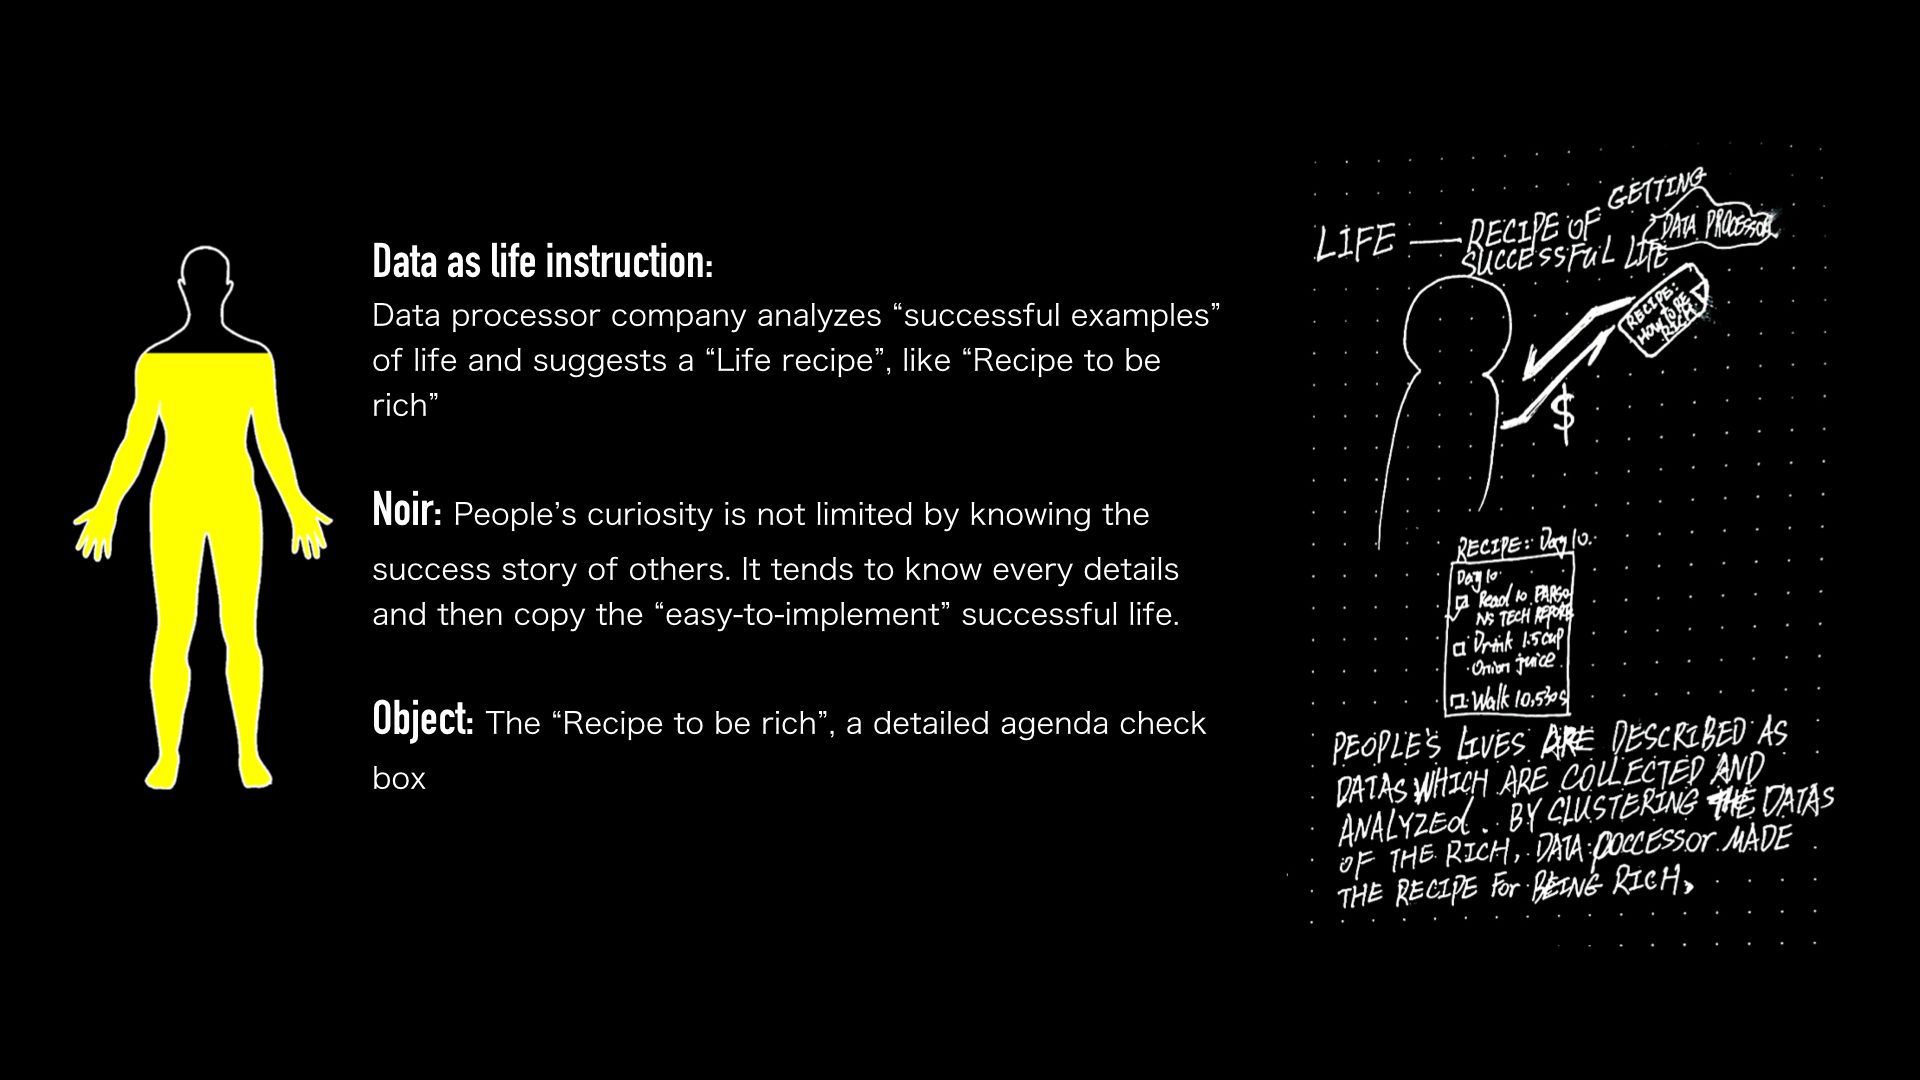 Data as life instruction:
Data processor company analyzes “successful examples”
of life and suggests a “Life recipe”, like “Recipe to be
rich”
Noir: People’s curiosity is not limited by knowing the
success story of others. It tends to know every details
and then copy the “easy-to-implement” successful life.
Object: The “Recipe to be rich”, a detailed agenda check
box
GETTING
LIFE — RECIPE OF
SUCCESSFUL LIFE
DATA PROCESSOR
RECIPE:
HOW TO BE
RICH.
$
RECIPE: Day 10.
Day 10.
Read 10 PARSO
NS TECH REPORT
Drink 1.5 cup
Onion juice.
Walk 10,530s
PEOPLE'S LIVES ARE DESCRIBED AS
DATAS WHICH ARE COLLECTED AND
ANALYZEd. BY CLUSTERING THE DATAS
OF THE RICH, DATA POCCESSOr MADE
THE RECIPE For BEING RICH,